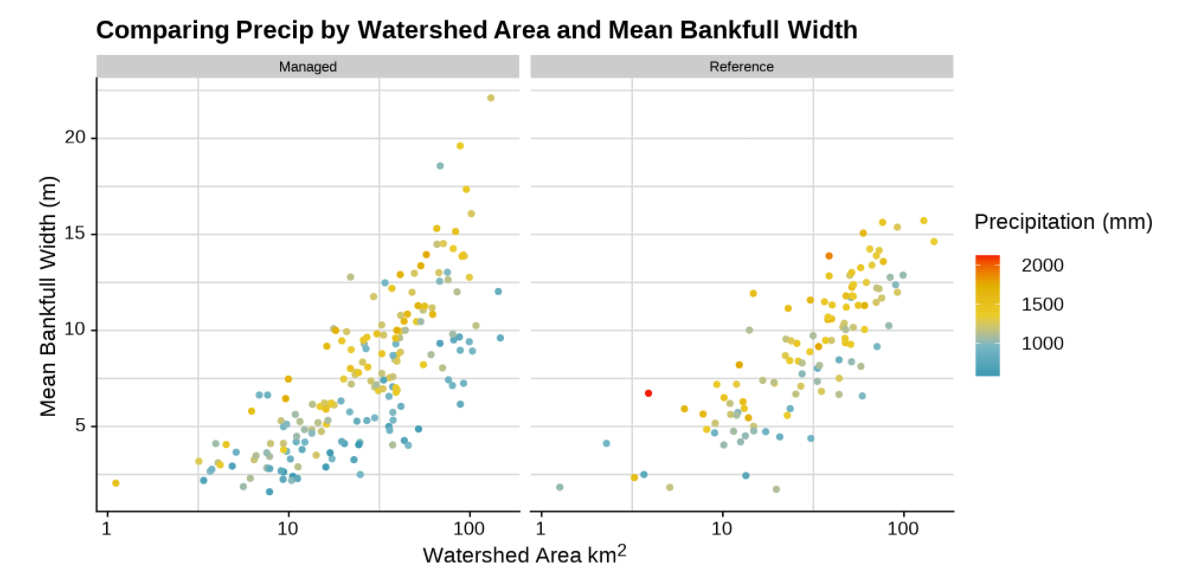 Comparing Precip by Watershed Area and Mean Bankfull Width
Managed
Reference
Mean Bankfull Width (m)
20
15
10
5
1
10
100
1
10
100
Watershed Area km²
Precipitation (mm)
2000
1500
1000